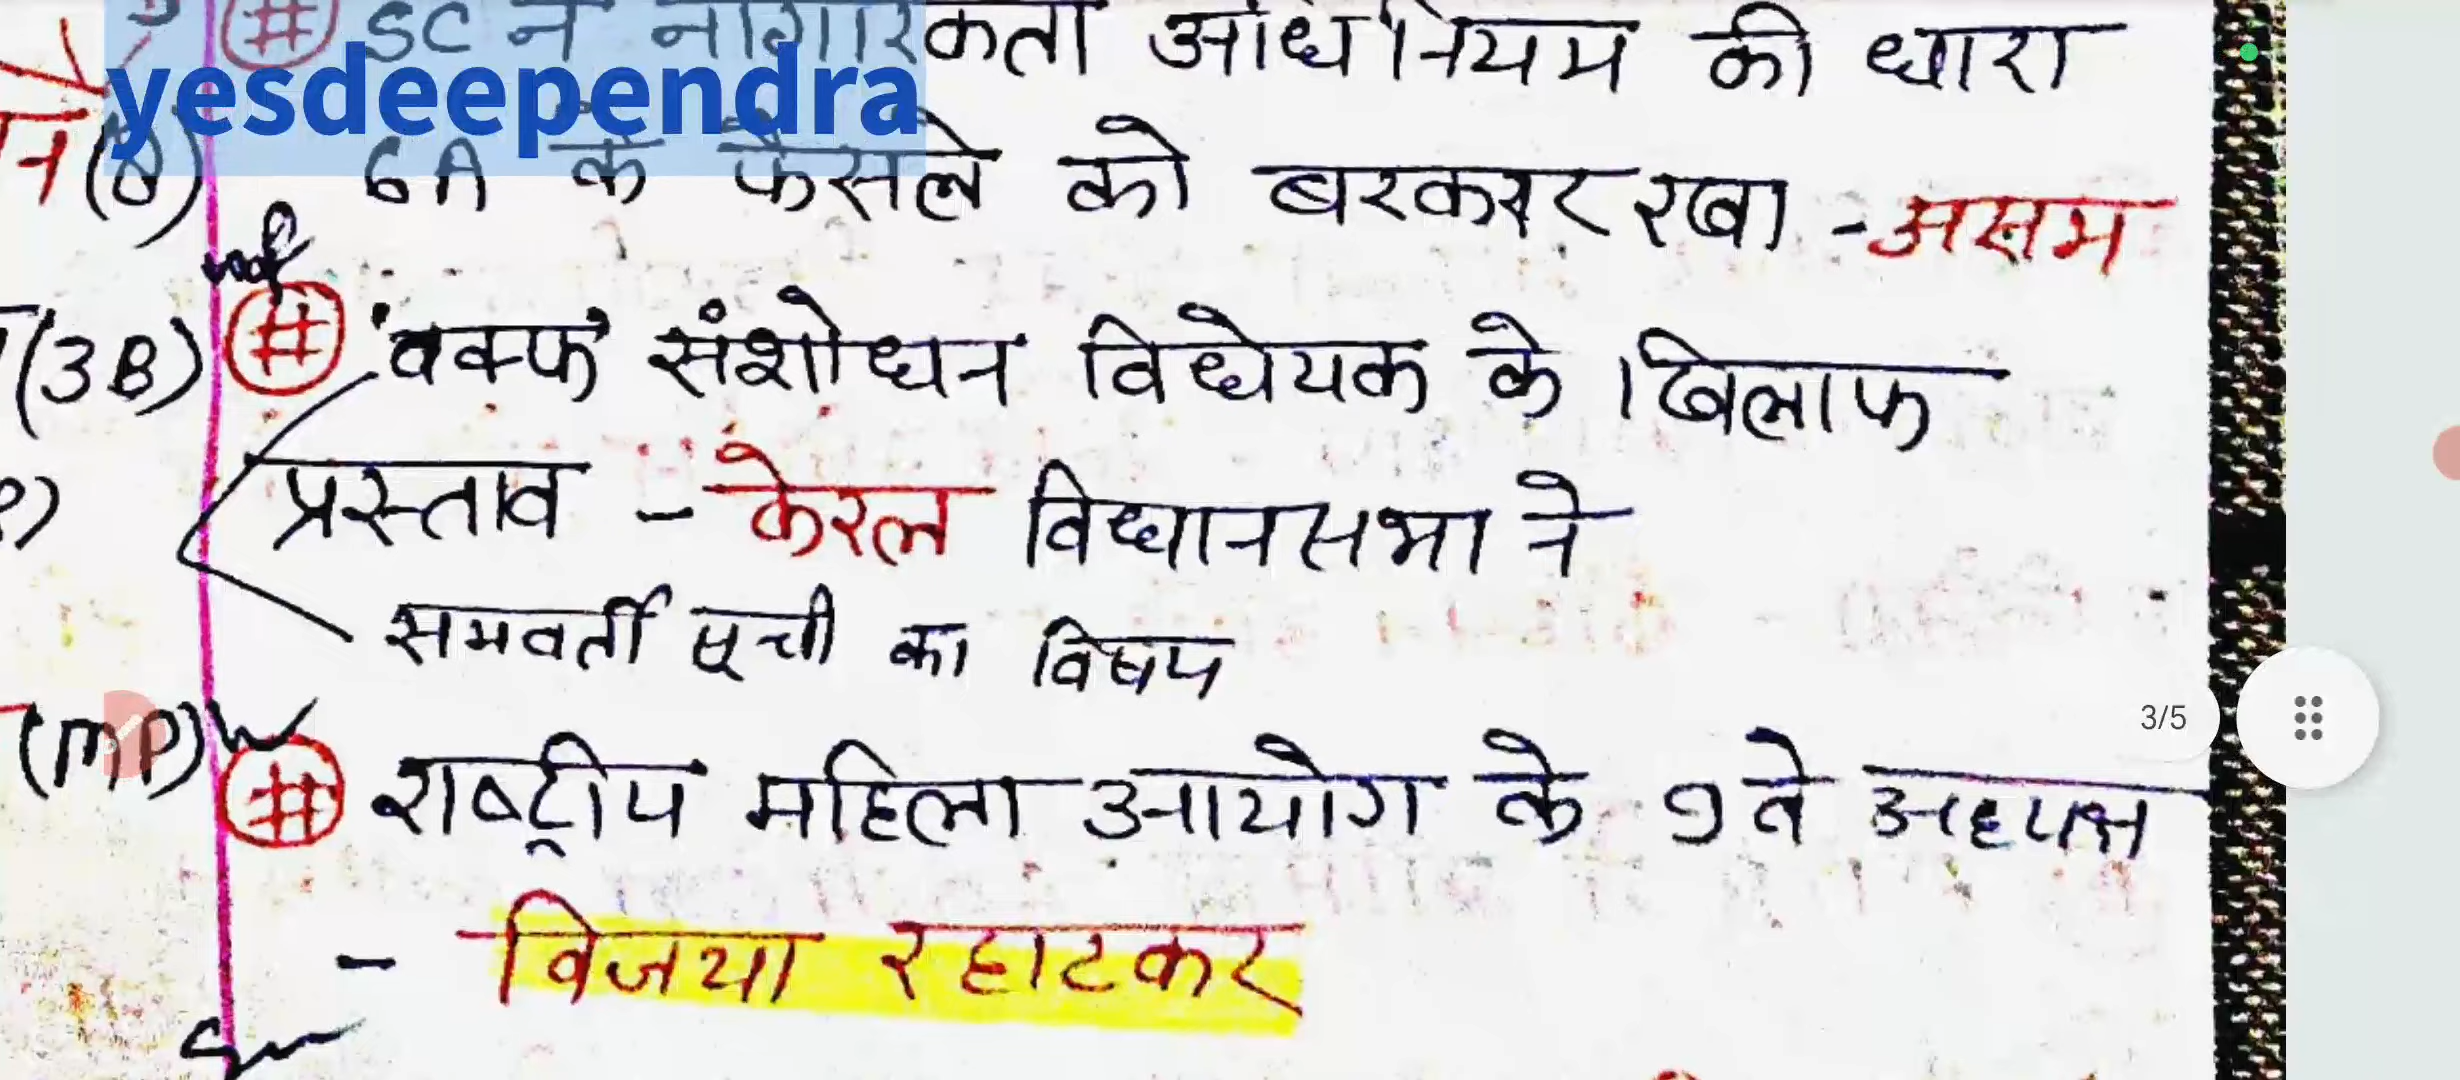 # SC ने नागरिकता अधिनियम की धारा
yesdeependra
6A के फैसले को बरकरार रखा - असम
(3B) # 'वक्फ' संशोधन विधेयक के खिलाफ
प्रस्ताव - केरल विधानसभा ने
समवर्ती सूची का विषय
3/5
(MP) # राष्ट्रीय महिला आयोग के 9वे अध्यक्ष
- विजया रहाटकर